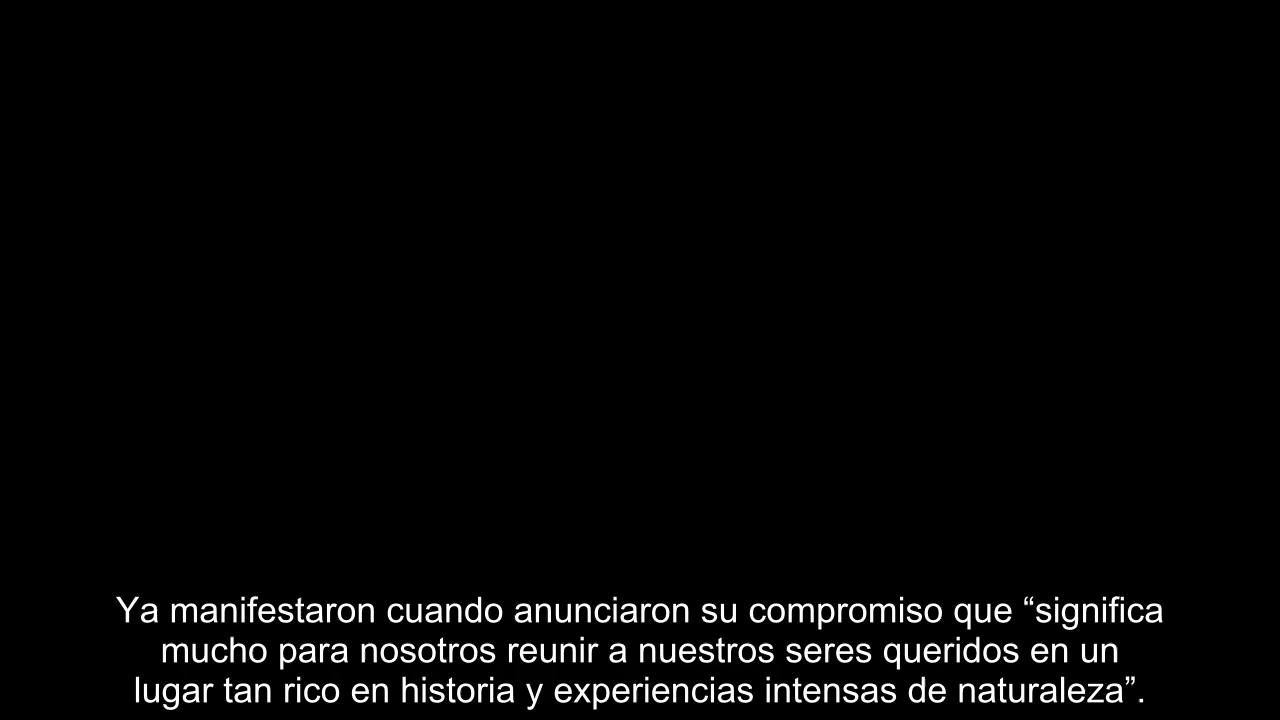 Ya manifestaron cuando anunciaron su compromiso que “significa
mucho para nosotros reunir a nuestros seres queridos en un
lugar tan rico en historia y experiencias intensas de naturaleza”.